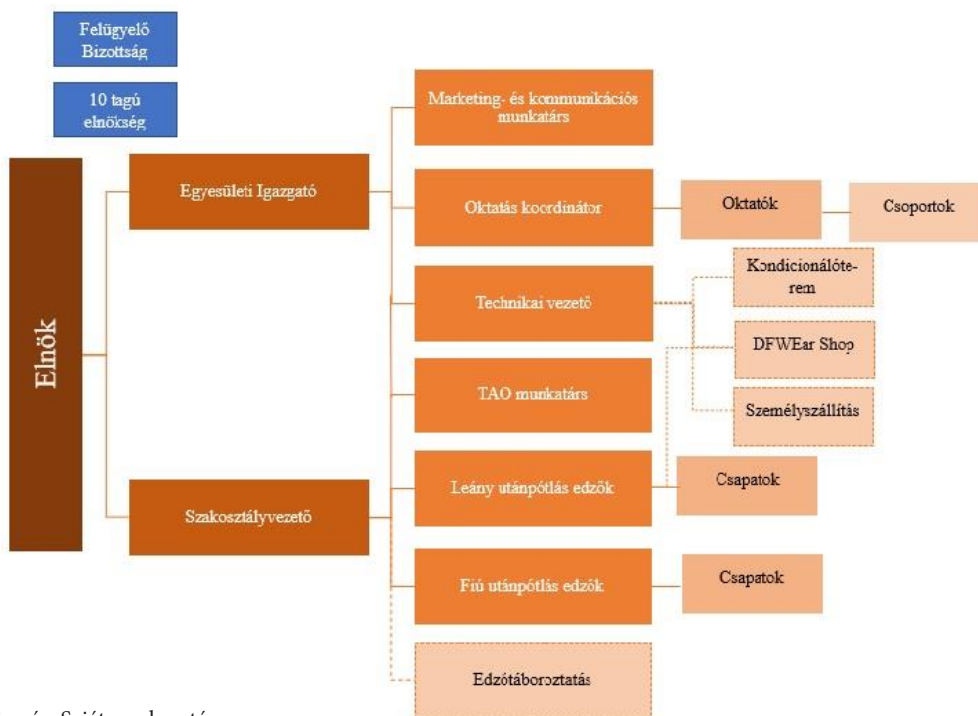 Felügyelő
Bizottság
10 tagú
elnökség
Elnök
Egyesületi Igazgató
Szakosztályvezető
Marketing- és kommunikációs
munkatárs
Oktatás koordinátor
Technikai vezető
TAO munkatárs
Leány utánpótlás edzők
Fiú utánpótlás edzők
Edzőtáboroztatás
Oktatók
Csoportok
Kondicionálóte-
rem
DFWEar Shop
Személyszállítás
Csapatok
Csapatok